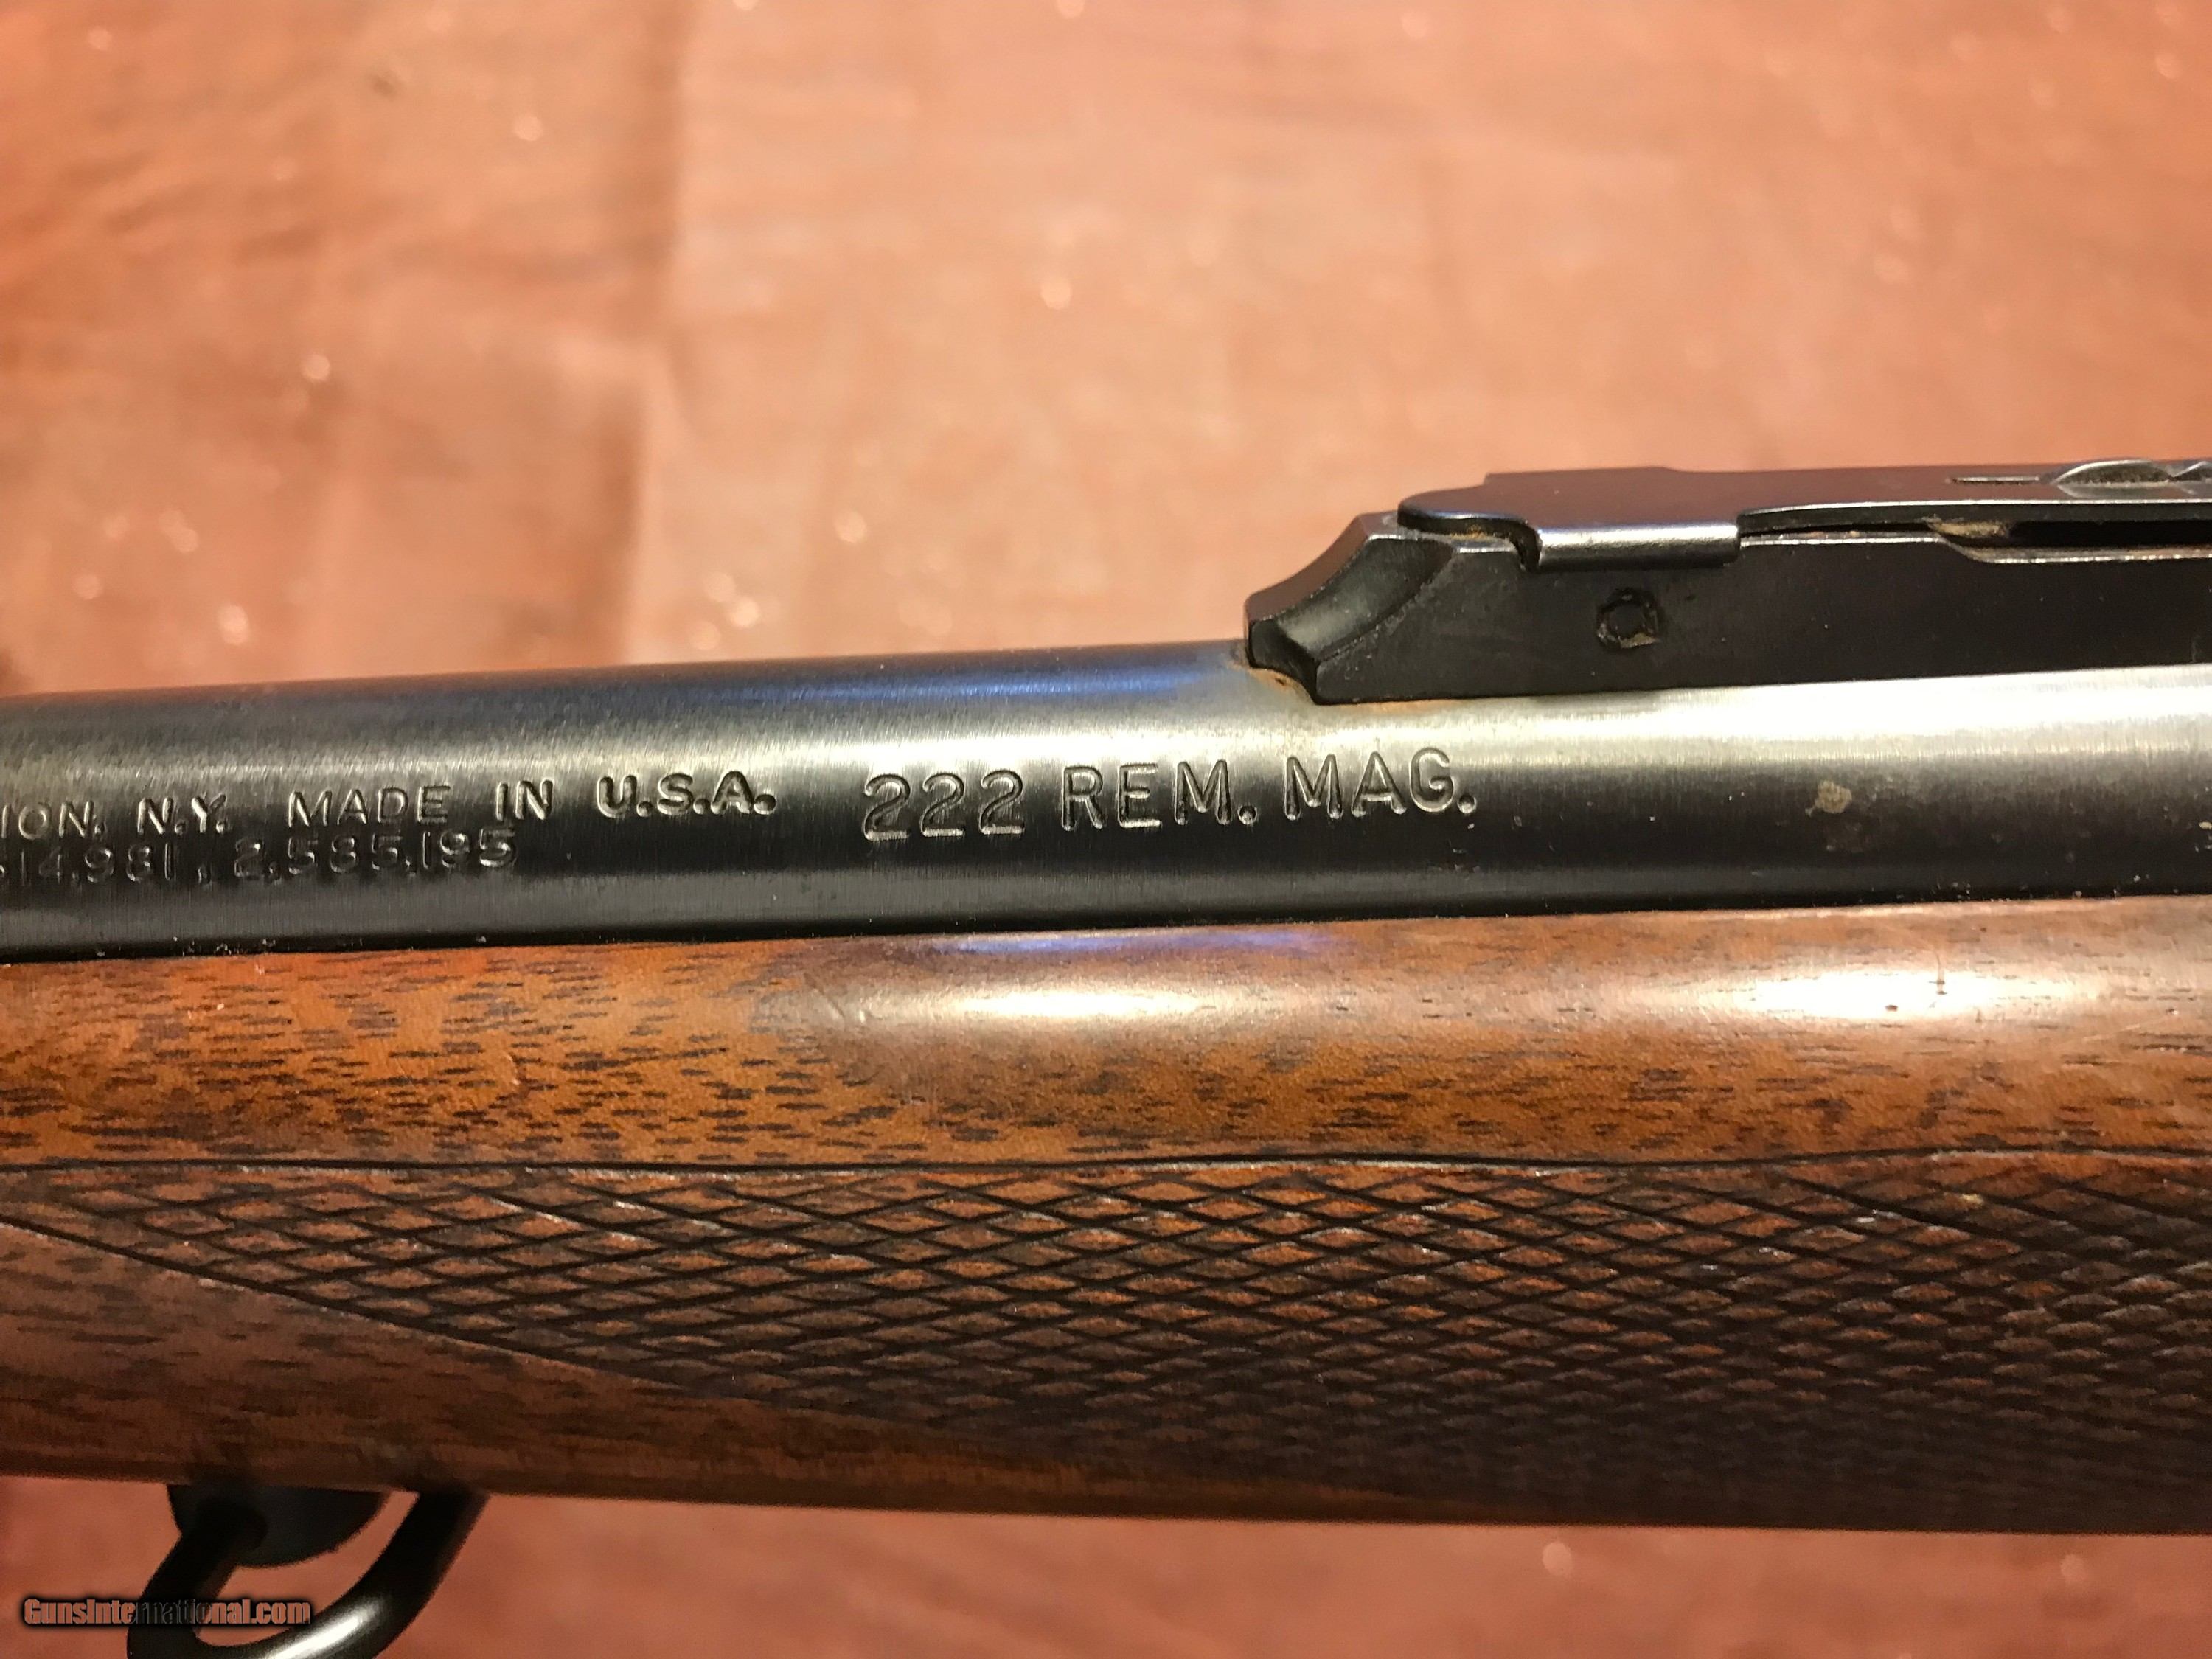 ION. N.Y. MADE IN U.S.A. 222 REM. MAG.
14,981, 2,585,195
GunsInternational.com